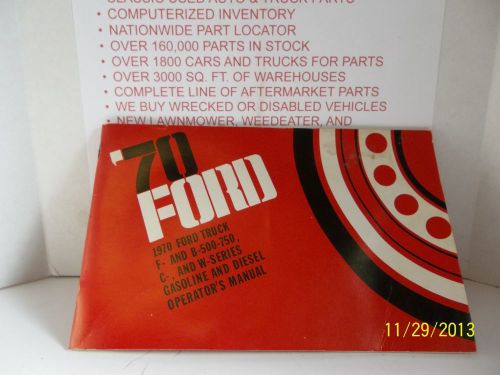 CLASSIC USED AUTO & TRUCK PARTS
• COMPUTERIZED INVENTORY
• NATIONWIDE PART LOCATOR
• OVER 160,000 PARTS IN STOCK
• OVER 1800 CARS AND TRUCKS FOR PARTS
• OVER 3000 SQ. FT. OF WAREHOUSES
• COMPLETE LINE OF AFTERMARKET PARTS
• WE BUY WRECKED OR DISABLED VEHICLES
• NEW LAWNMOWER, WEEDEATER, AND
'70
FORD
1970 FORD TRUCK
F- AND B-500-750,
C-, AND W-SERIES
GASOLINE AND DIESEL
OPERATOR'S MANUAL
11/29/2013